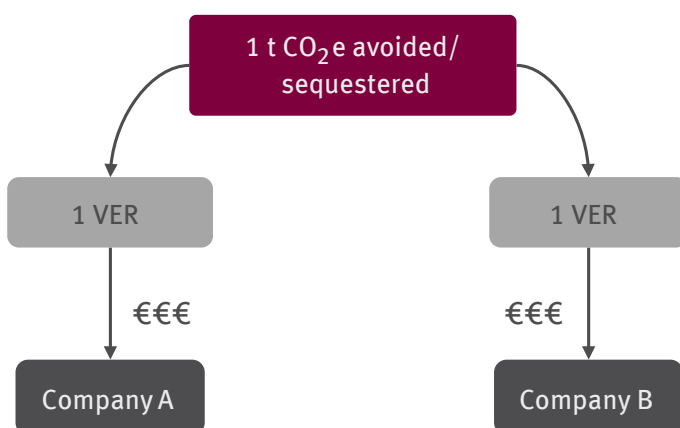 1 t CO₂e avoided/
sequestered
1 VER
1 VER
€€€
€€€
Company A
Company B